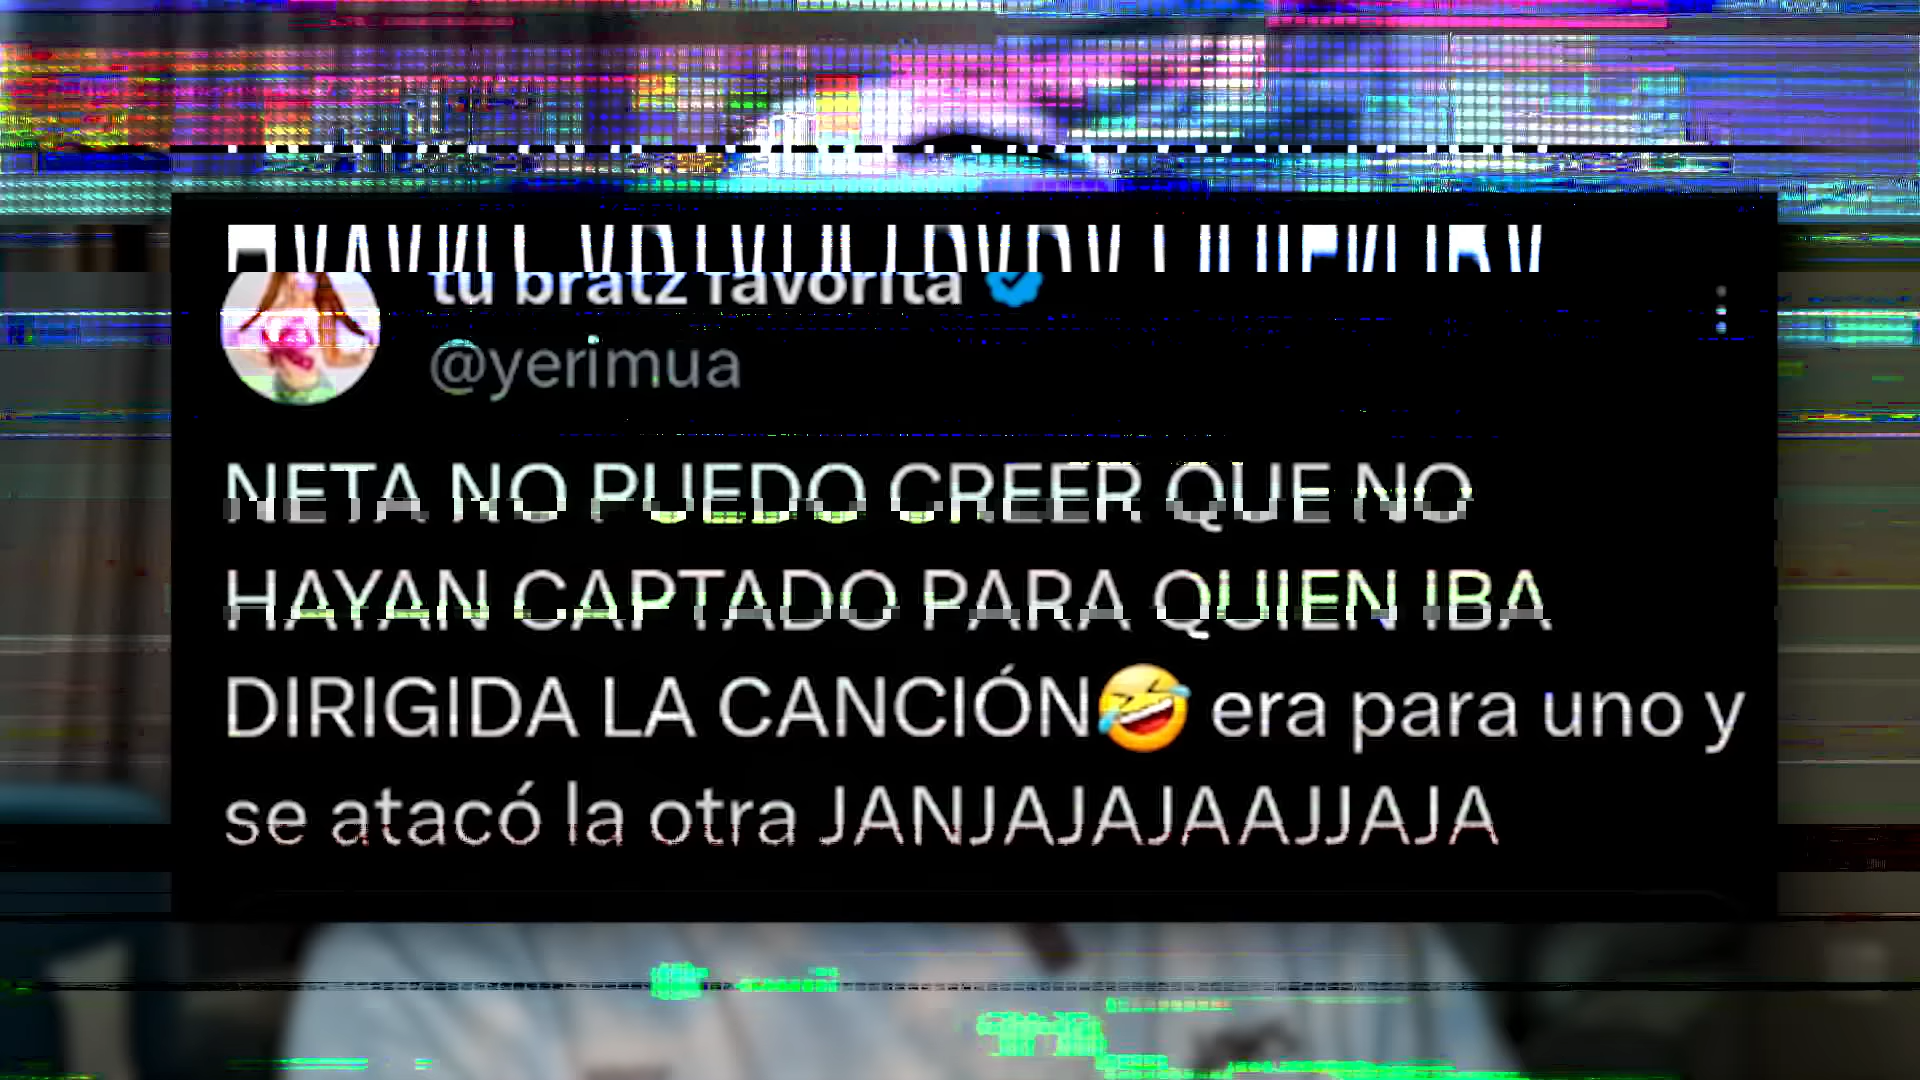 tu bratz favorita
@yerimua
NETA NO PUEDO CREER QUE NO
HAYAN CAPTADO PARA QUIEN IBA
DIRIGIDA LA CANCIÓN🤣 era para uno y
se atacó la otra JANJAJAJAAJJAJA